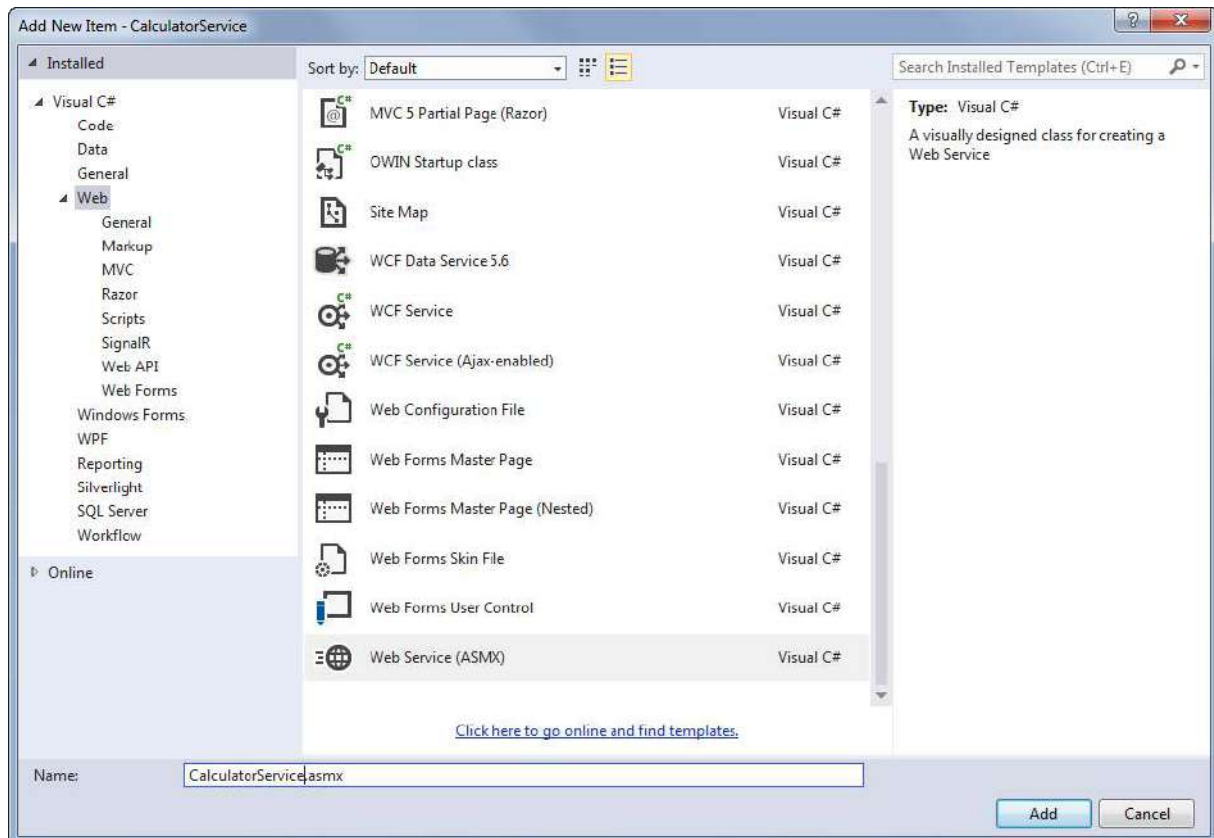 Add New Item - CalculatorService
Installed
Sort by: Default
Search Installed Templates (Ctrl+E)
Visual C#
Code
Data
General
Web
General
Markup
MVC
Razor
Scripts
SignalR
Web API
Web Forms
Windows Forms
WPF
Reporting
Silverlight
SQL Server
Workflow
Online
C# @ MVC 5 Partial Page (Razor) Visual C#
C# OWIN Startup class Visual C#
Site Map Visual C#
WCF Data Service 5.6 Visual C#
C# WCF Service Visual C#
C# WCF Service (Ajax-enabled) Visual C#
Web Configuration File Visual C#
Web Forms Master Page Visual C#
Web Forms Master Page (Nested) Visual C#
Web Forms Skin File Visual C#
Web Forms User Control Visual C#
Web Service (ASMX) Visual C#
Click here to go online and find templates.
Type: Visual C#
A visually designed class for creating a
Web Service
Name: CalculatorService.asmx
Add Cancel